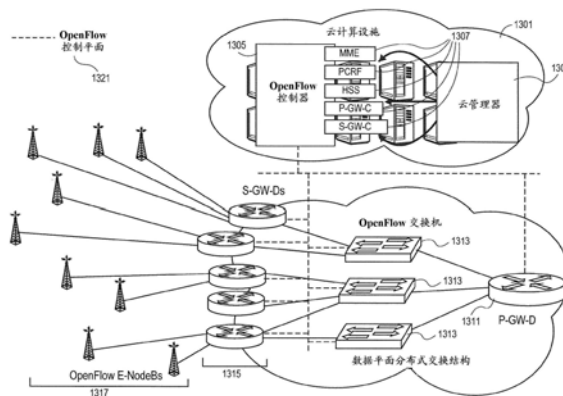 OpenFlow
控制平面
1321
云计算设施
1307
1301
1305
MME
PCRF
HSS
P-GW-C
S-GW-C
OpenFlow
控制器
云管理器
S-GW-Ds
OpenFlow 交换机
1313
1313
1313
1311
P-GW-D
数据平面分布式交换结构
OpenFlow E-NodeBs
1315
1317